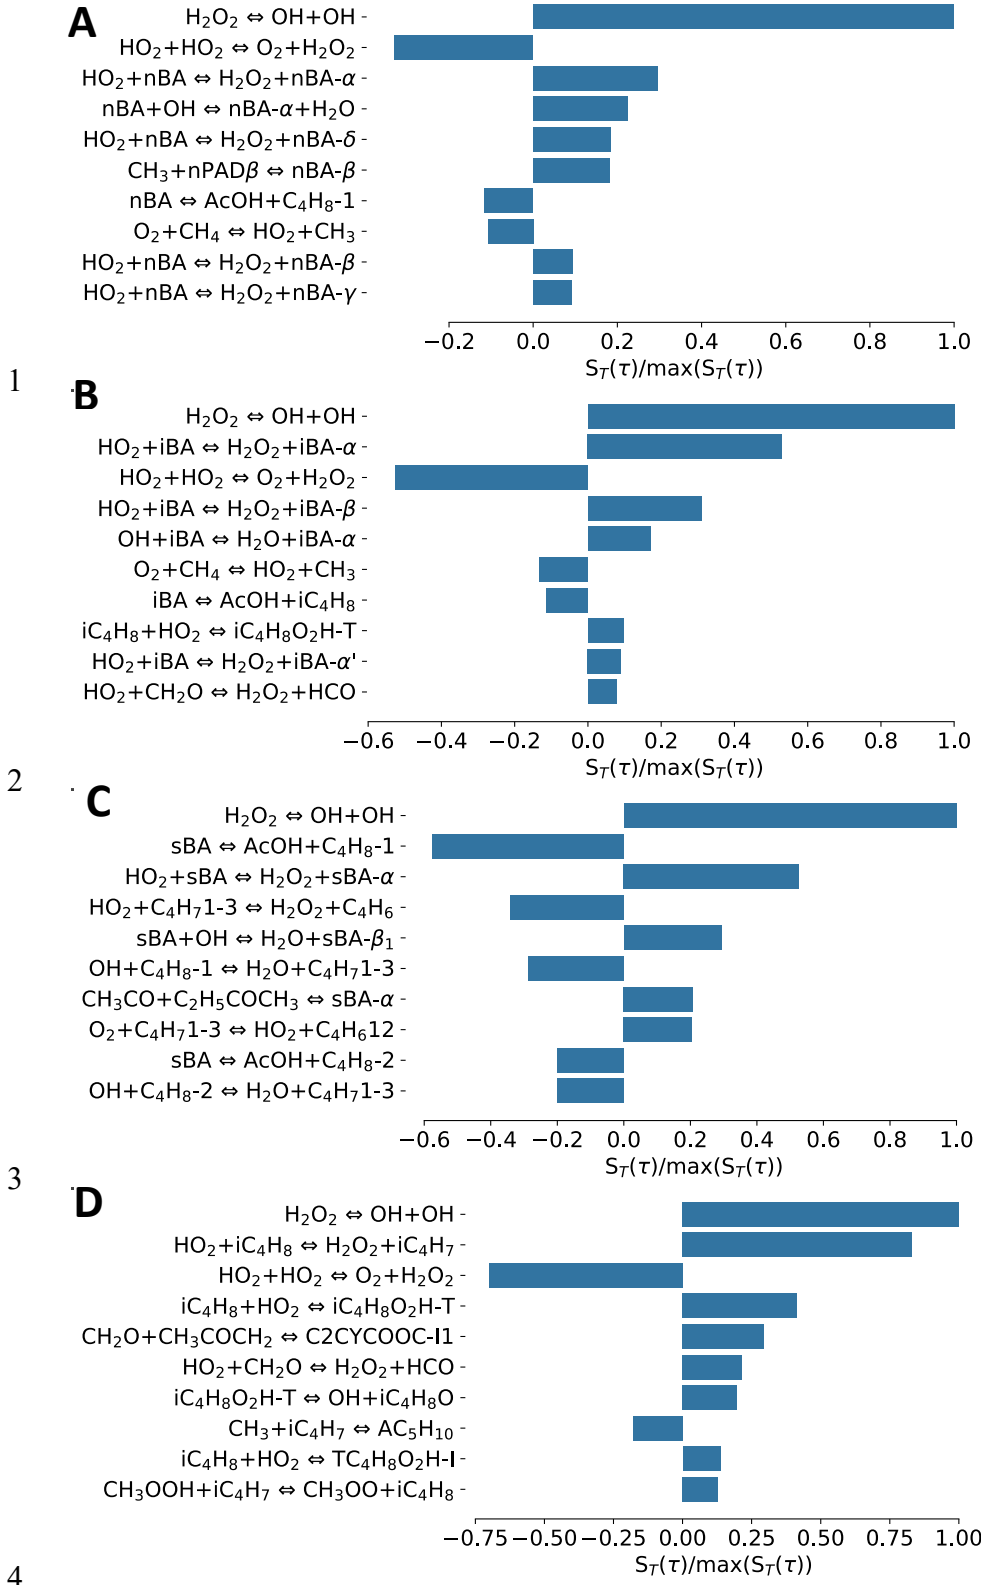 A
H₂O₂ ⇔ OH+OH
HO₂+HO₂ ⇔ O₂+H₂O₂
HO₂+nBA ⇔ H₂O₂+nBA-α
nBA+OH ⇔ nBA-α+H₂O
HO₂+nBA ⇔ H₂O₂+nBA-δ
CH₃+nPADβ ⇔ nBA-β
nBA ⇔ AcOH+C₄H₈-1
O₂+CH₄ ⇔ HO₂+CH₃
HO₂+nBA ⇔ H₂O₂+nBA-β
HO₂+nBA ⇔ H₂O₂+nBA-γ
−0.2 0.0 0.2 0.4 0.6 0.8 1.0
S_T(τ)/max(S_T(τ))
1
B
H₂O₂ ⇔ OH+OH
HO₂+iBA ⇔ H₂O₂+iBA-α
HO₂+HO₂ ⇔ O₂+H₂O₂
HO₂+iBA ⇔ H₂O₂+iBA-β
OH+iBA ⇔ H₂O+iBA-α
O₂+CH₄ ⇔ HO₂+CH₃
iBA ⇔ AcOH+iC₄H₈
iC₄H₈+HO₂ ⇔ iC₄H₈O₂H-T
HO₂+iBA ⇔ H₂O₂+iBA-α'
HO₂+CH₂O ⇔ H₂O₂+HCO
−0.6 −0.4 −0.2 0.0 0.2 0.4 0.6 0.8 1.0
S_T(τ)/max(S_T(τ))
2
C
H₂O₂ ⇔ OH+OH
sBA ⇔ AcOH+C₄H₈-1
HO₂+sBA ⇔ H₂O₂+sBA-α
HO₂+C₄H₇1-3 ⇔ H₂O₂+C₄H₆
sBA+OH ⇔ H₂O+sBA-β₁
OH+C₄H₈-1 ⇔ H₂O+C₄H₇1-3
CH₃CO+C₂H₅COCH₃ ⇔ sBA-α
O₂+C₄H₇1-3 ⇔ HO₂+C₄H₆12
sBA ⇔ AcOH+C₄H₈-2
OH+C₄H₈-2 ⇔ H₂O+C₄H₇1-3
−0.6 −0.4 −0.2 0.0 0.2 0.4 0.6 0.8 1.0
S_T(τ)/max(S_T(τ))
3
D
H₂O₂ ⇔ OH+OH
HO₂+iC₄H₈ ⇔ H₂O₂+iC₄H₇
HO₂+HO₂ ⇔ O₂+H₂O₂
iC₄H₈+HO₂ ⇔ iC₄H₈O₂H-T
CH₂O+CH₃COCH₂ ⇔ C2CYCOOC-I1
HO₂+CH₂O ⇔ H₂O₂+HCO
iC₄H₈O₂H-T ⇔ OH+iC₄H₈O
CH₃+iC₄H₇ ⇔ AC₅H₁₀
iC₄H₈+HO₂ ⇔ TC₄H₈O₂H-I
CH₃OOH+iC₄H₇ ⇔ CH₃OO+iC₄H₈
−0.75 −0.50 −0.25 0.00 0.25 0.50 0.75 1.00
S_T(τ)/max(S_T(τ))
4